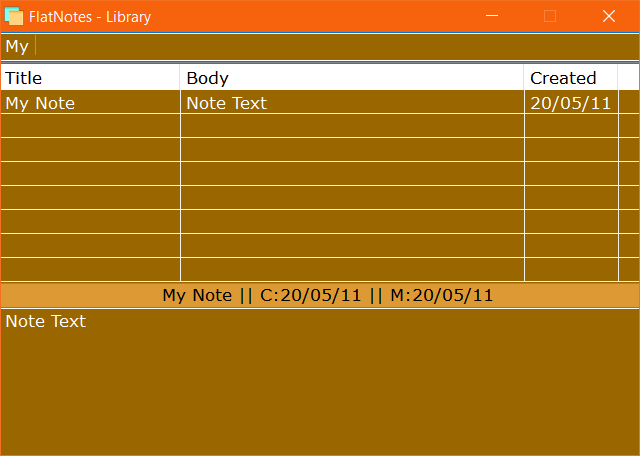 FlatNotes - Library
My
Title Body Created
My Note Note Text 20/05/11
My Note || C:20/05/11 || M:20/05/11
Note Text